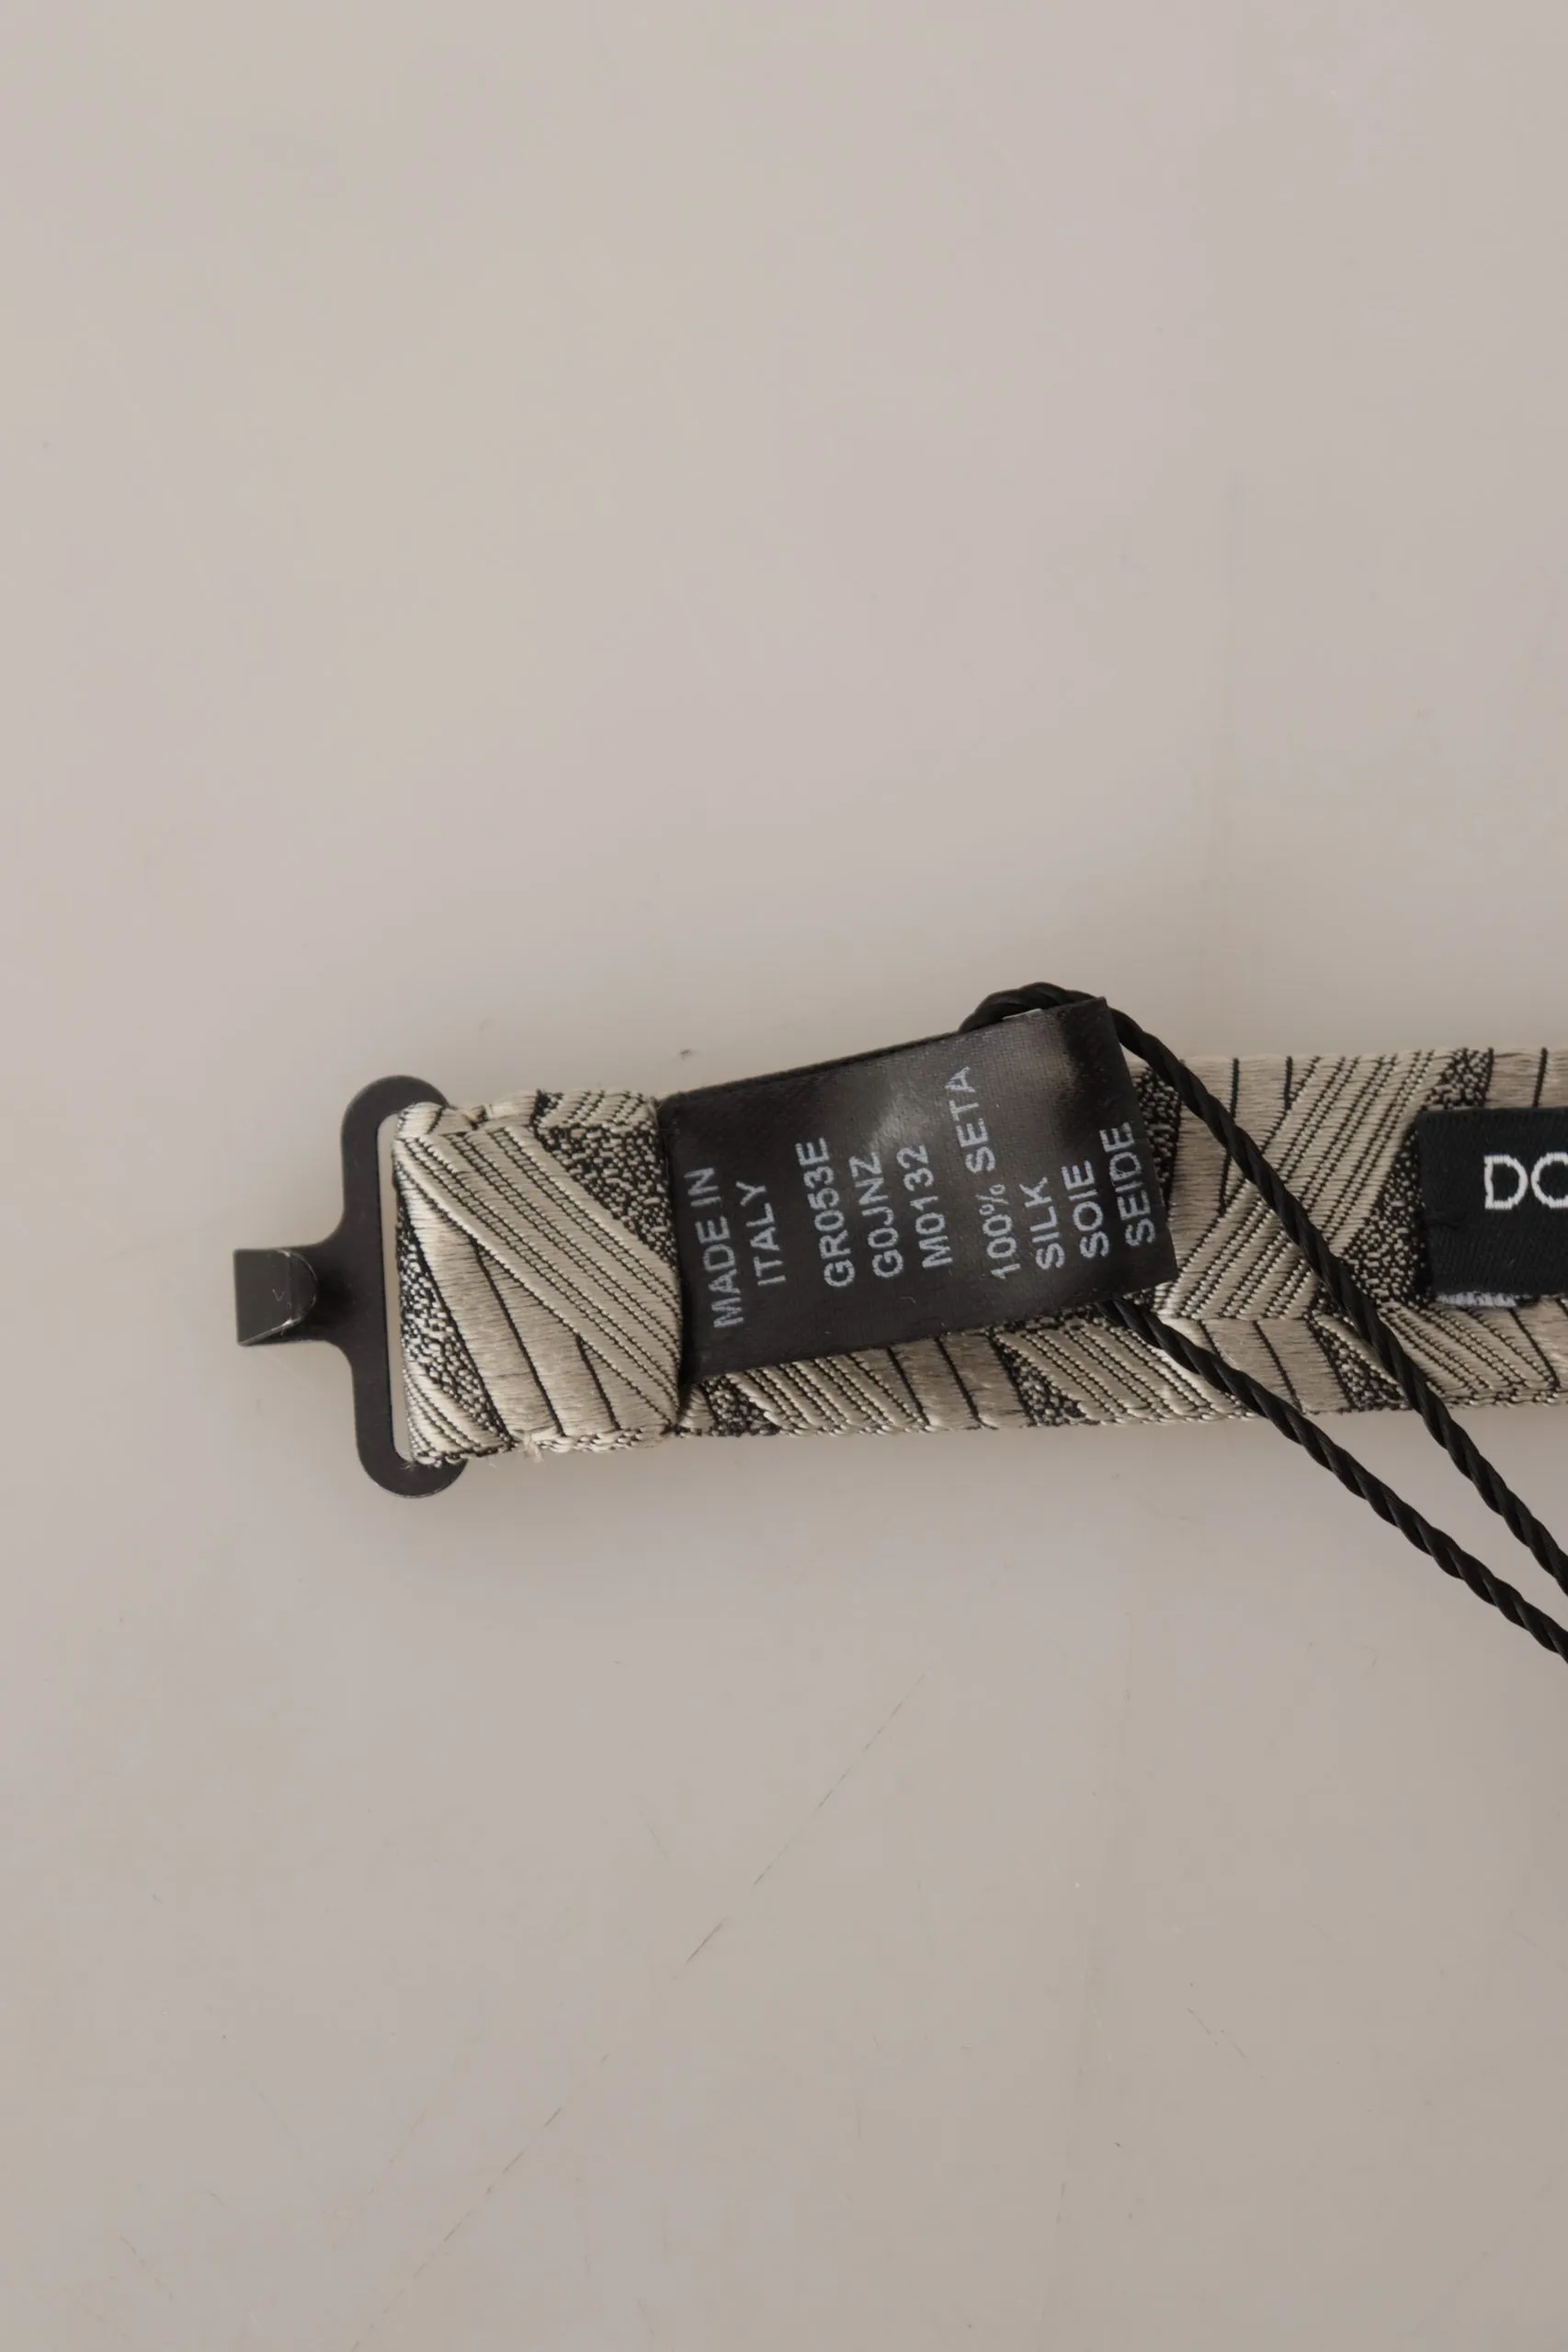 MADE IN
ITALY
GR053E
G0JNZ
M0132
100% SETA
SILK
SOIE
SEIDE
DO